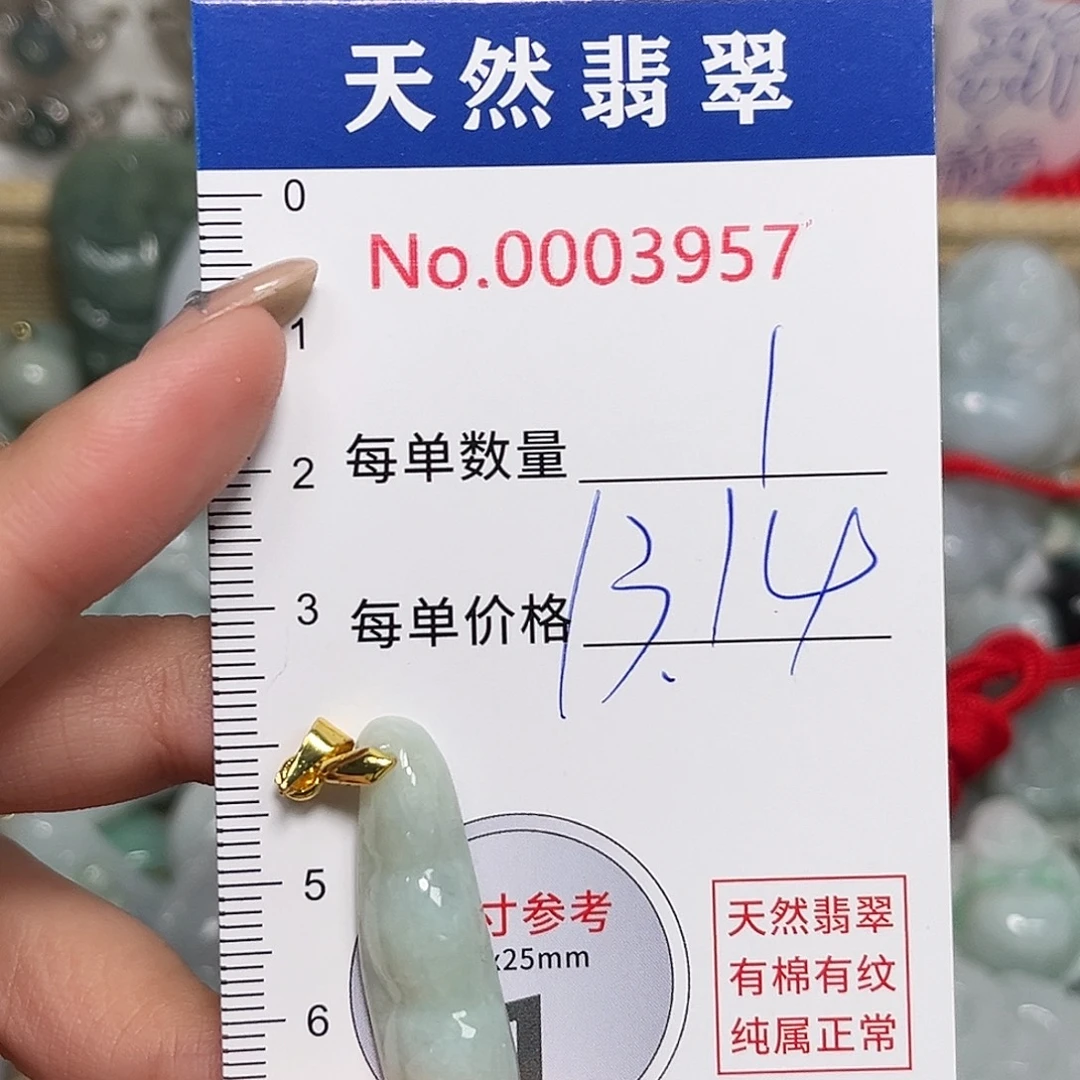 天然翡翠
0
No.0003957
1
每单数量 1
2
每单价格 13.14
3
5
寸参考
25mm
1
6
天然翡翠
有棉有纹
纯属正常